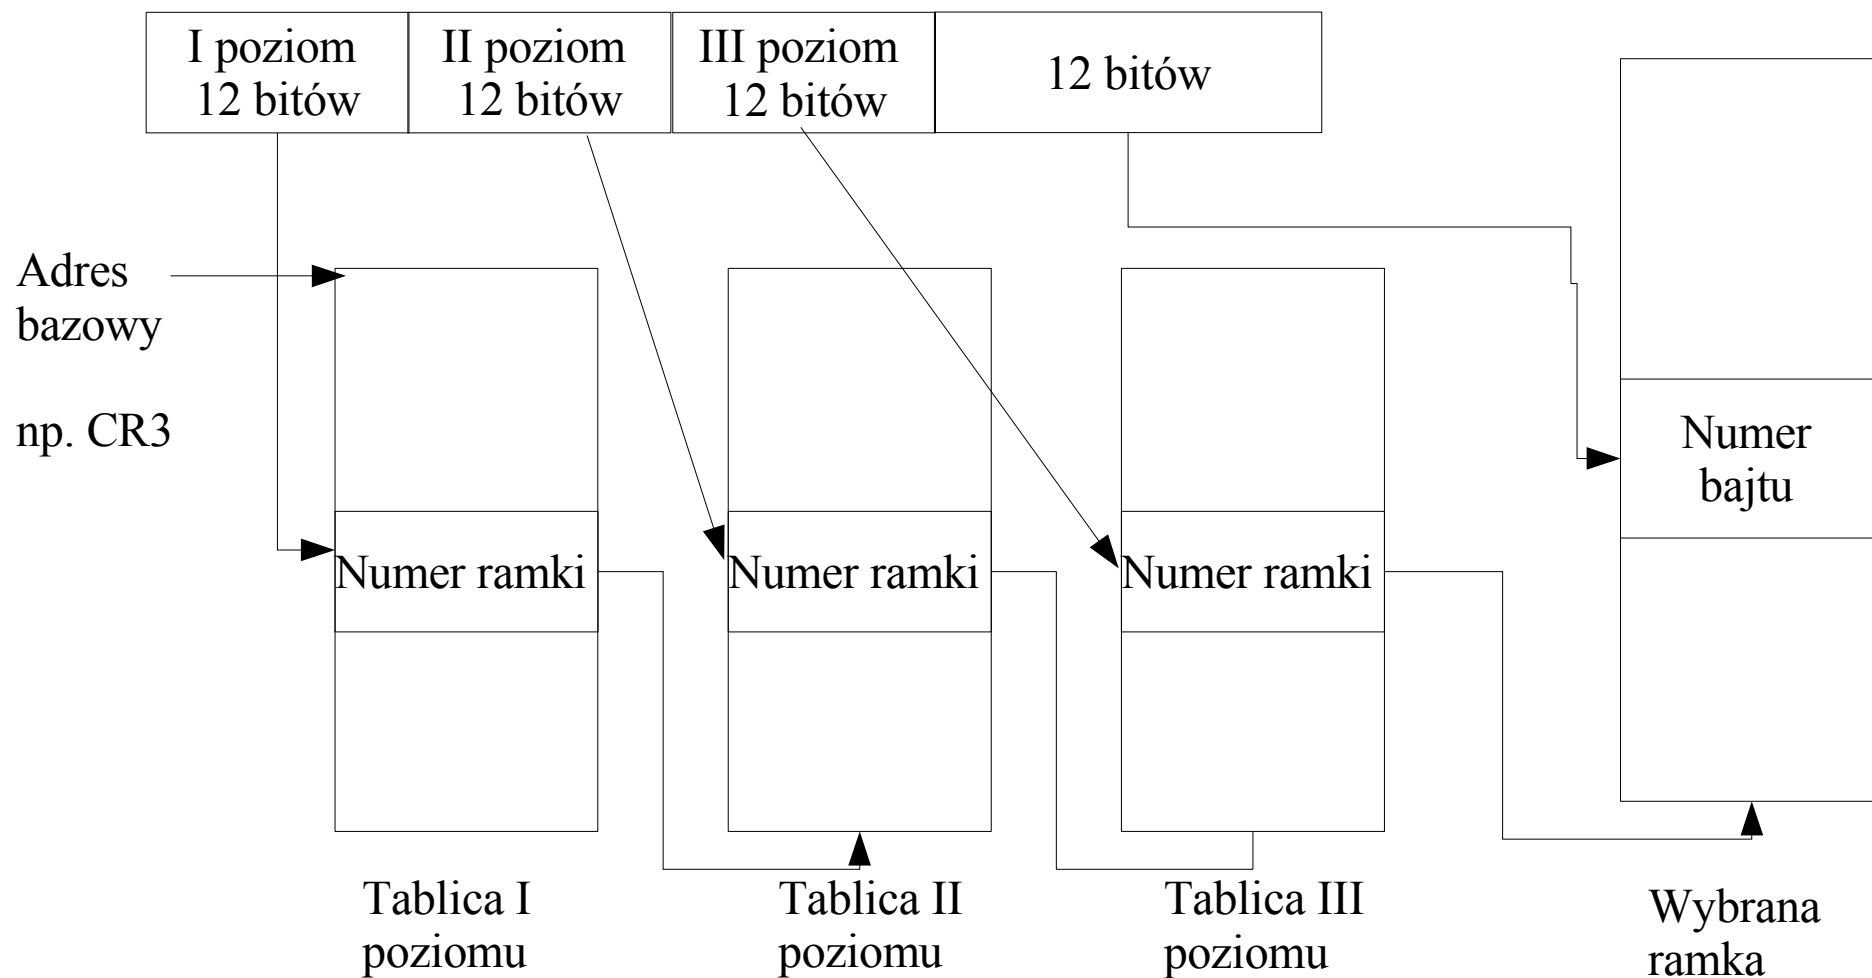 I poziom
12 bitów
II poziom
12 bitów
III poziom
12 bitów
12 bitów
Adres
bazowy
np. CR3
Numer ramki
Numer ramki
Numer ramki
Numer
bajtu
Tablica I
poziomu
Tablica II
poziomu
Tablica III
poziomu
Wybrana
ramka